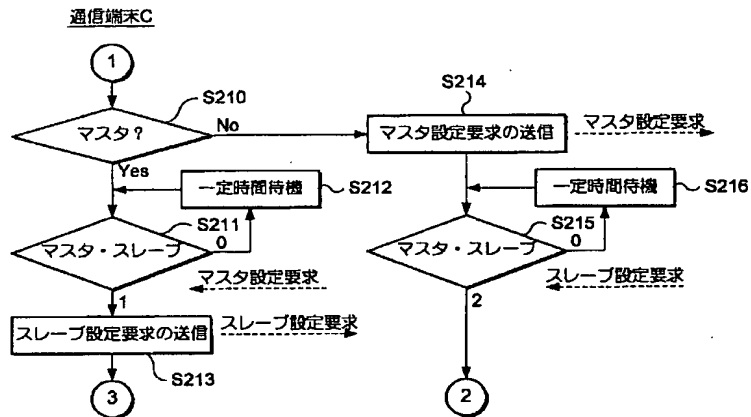 通信端末C
1
S210
マスタ?
No
Yes
S214
マスタ設定要求の送信
マスタ設定要求
一定時間待機
S212
一定時間待機
S216
S211
マスタ・スレーブ
0
S215
マスタ・スレーブ
0
マスタ設定要求
スレーブ設定要求
1
2
スレーブ設定要求の送信
スレーブ設定要求
S213
3
2